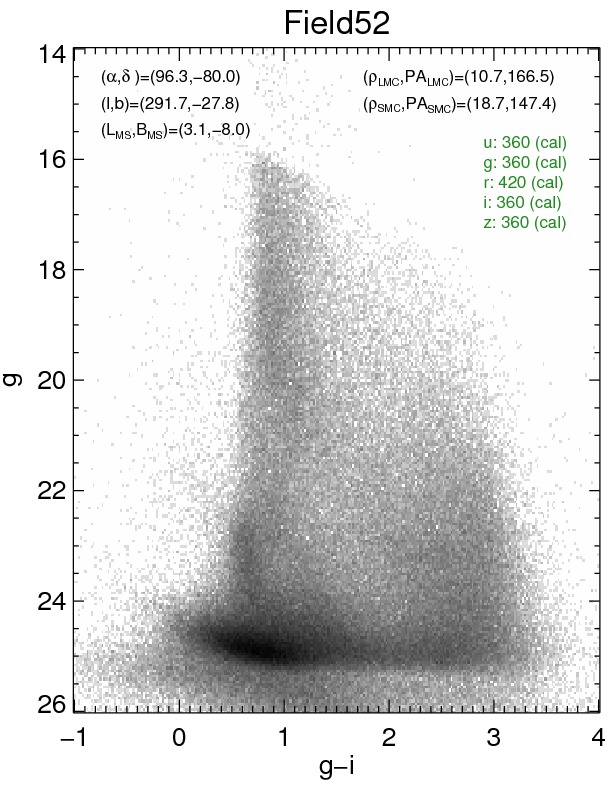 Field52
(α,δ )=(96.3,−80.0)
(l,b)=(291.7,−27.8)
(LMS,BMS)=(3.1,−8.0)
(ρLMC,PALMC)=(10.7,166.5)
(ρSMC,PASMC)=(18.7,147.4)
u: 360 (cal)
g: 360 (cal)
r: 420 (cal)
i: 360 (cal)
z: 360 (cal)
14
16
18
20
22
24
26
g
−1 0 1 2 3 4
g−i